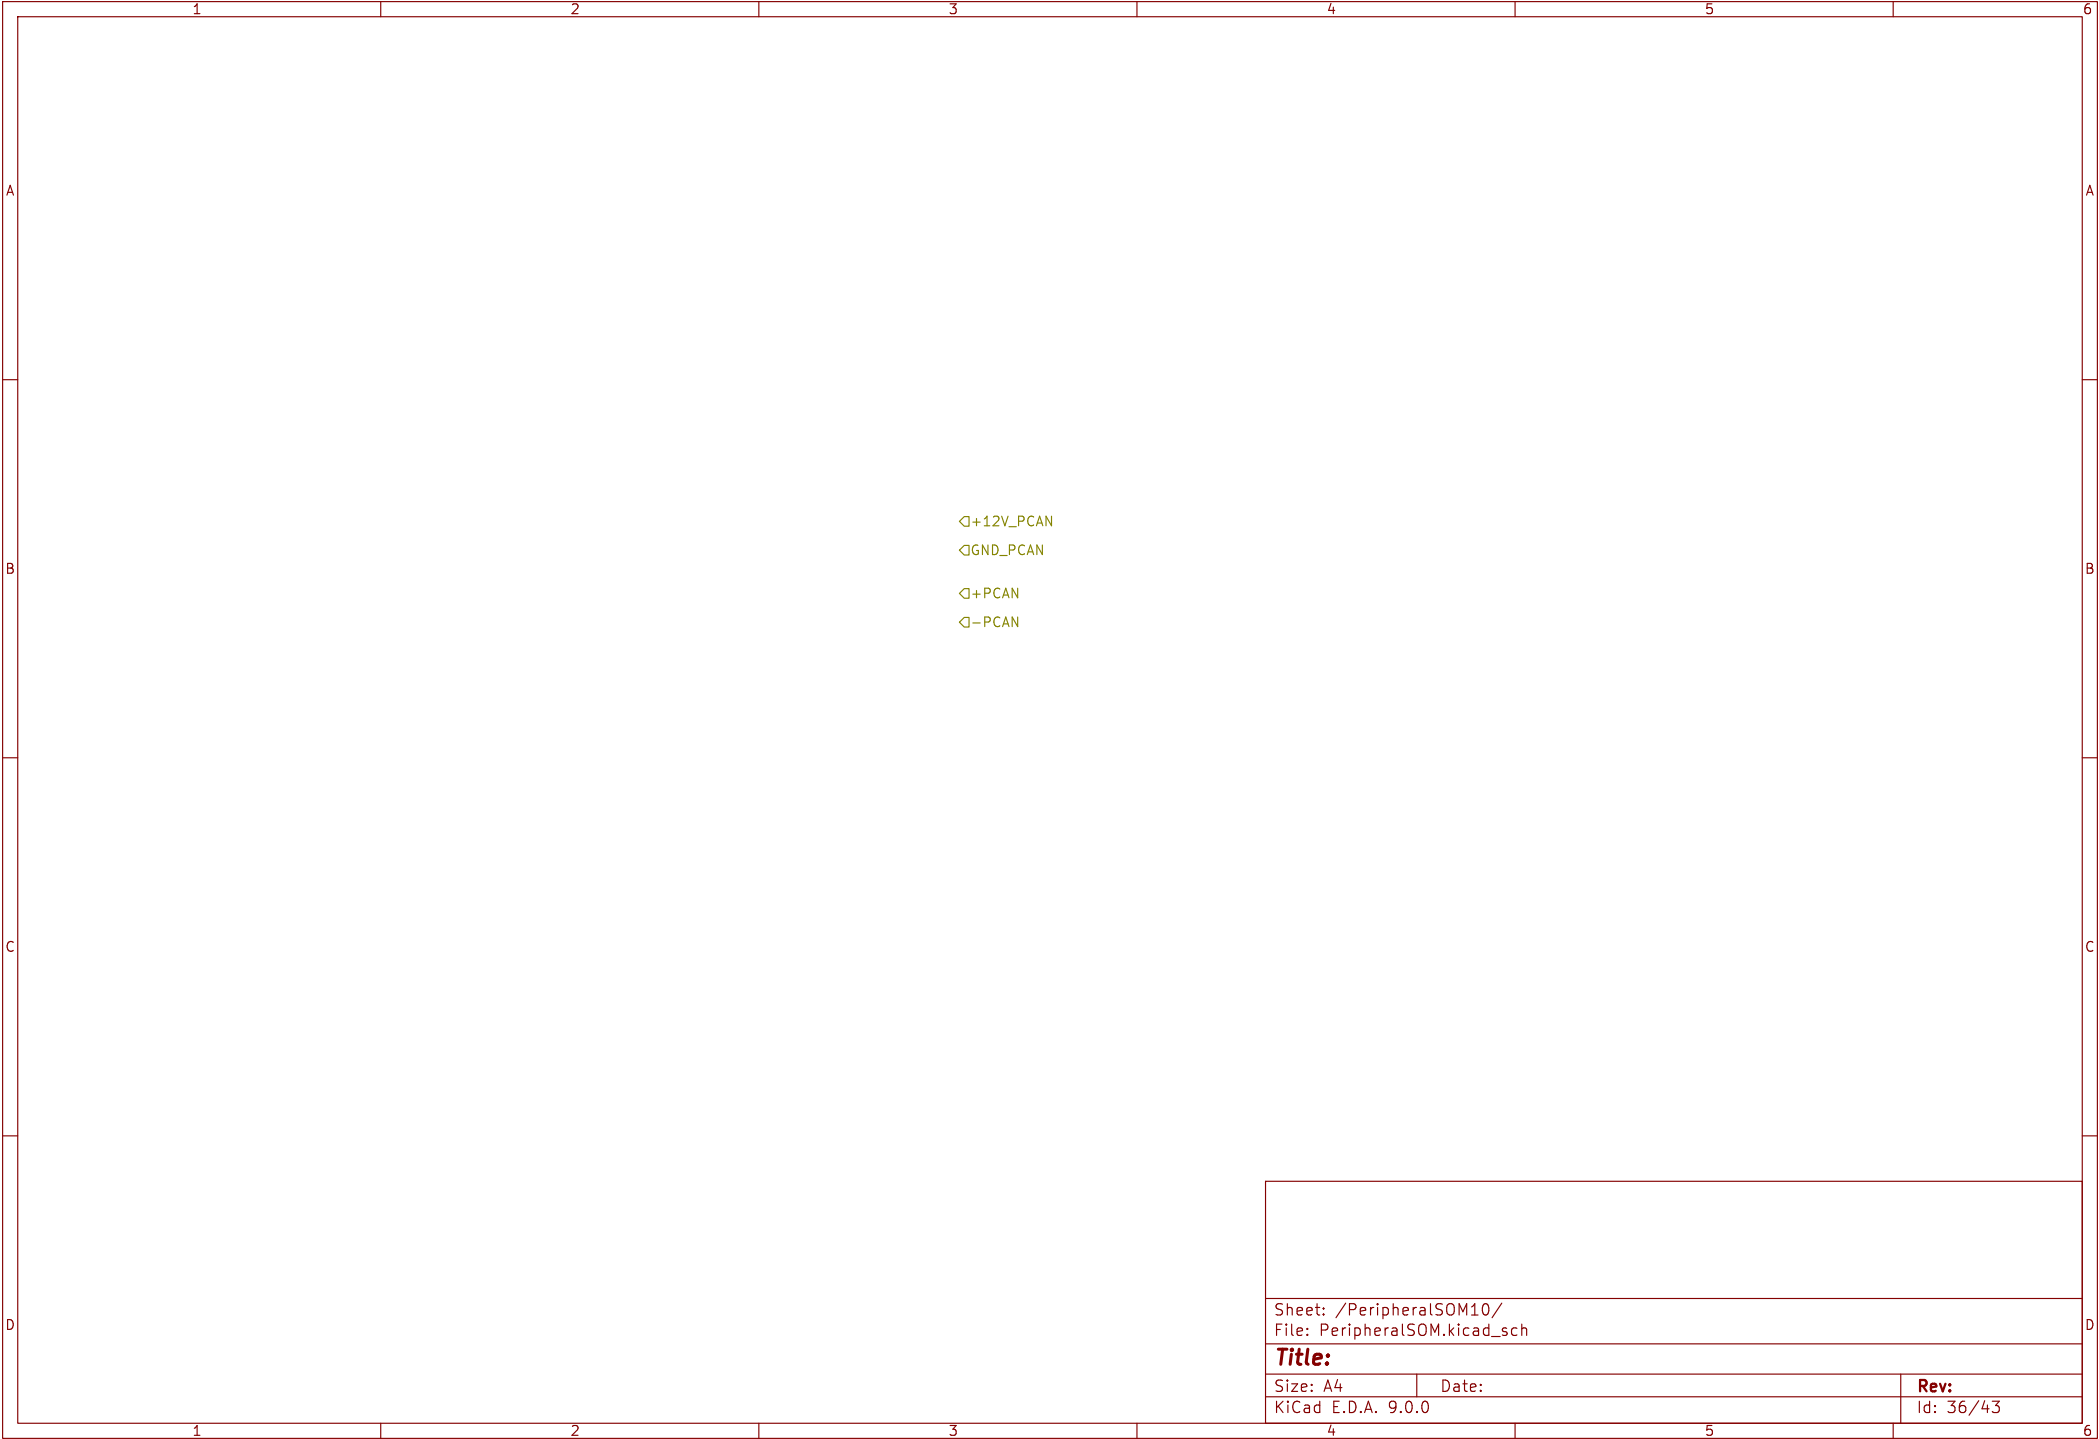 1 2 3 4 5 6
A A
+12V_PCAN
GND_PCAN
B B
+PCAN
-PCAN
C C
Sheet: /PeripheralSOM10/
D D
File: PeripheralSOM.kicad_sch
Title:
Size: A4 Date: Rev:
KiCad E.D.A. 9.0.0 Id: 36/43
1 2 3 4 5 6